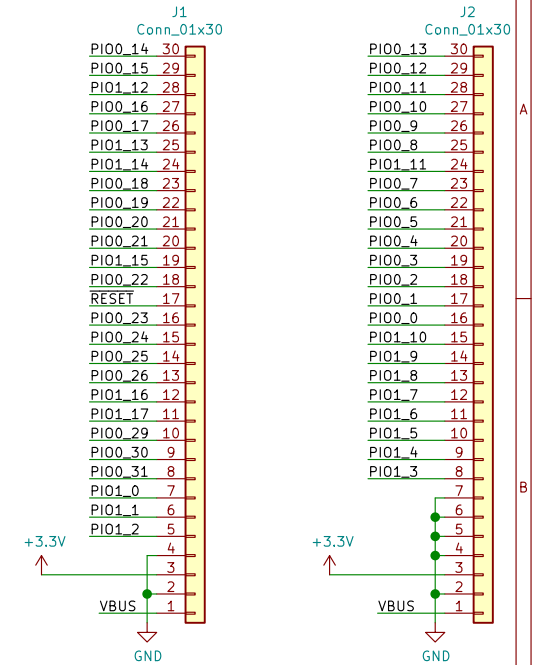 J1
Conn_01x30
PIO0_14 30
PIO0_15 29
PIO1_12 28
PIO0_16 27
PIO0_17 26
PIO1_13 25
PIO1_14 24
PIO0_18 23
PIO0_19 22
PIO0_20 21
PIO0_21 20
PIO1_15 19
PIO0_22 18
RESET 17
PIO0_23 16
PIO0_24 15
PIO0_25 14
PIO0_26 13
PIO1_16 12
PIO1_17 11
PIO0_29 10
PIO0_30 9
PIO0_31 8
PIO1_0 7
PIO1_1 6
PIO1_2 5
+3.3V
4
3
2
VBUS 1
GND
J2
Conn_01x30
PIO0_13 30
PIO0_12 29
PIO0_11 28
PIO0_10 27
PIO0_9 26
PIO0_8 25
PIO1_11 24
PIO0_7 23
PIO0_6 22
PIO0_5 21
PIO0_4 20
PIO0_3 19
PIO0_2 18
PIO0_1 17
PIO0_0 16
PIO1_10 15
PIO1_9 14
PIO1_8 13
PIO1_7 12
PIO1_6 11
PIO1_5 10
PIO1_4 9
PIO1_3 8
7
6
5
+3.3V
4
3
2
VBUS 1
GND
A
B